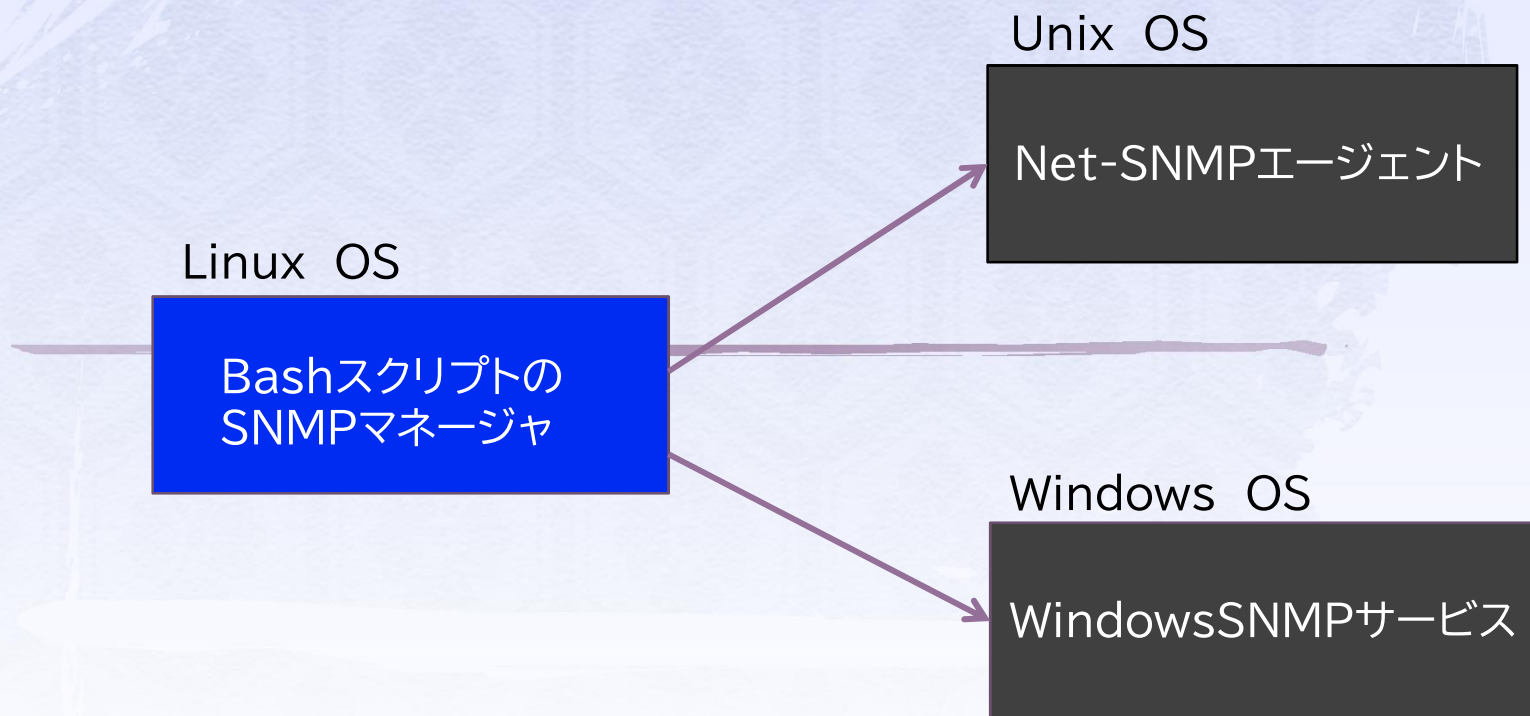 Unix OS
Net-SNMPエージェント
Linux OS
Bashスクリプトの
SNMPマネージャ
Windows OS
WindowsSNMPサービス